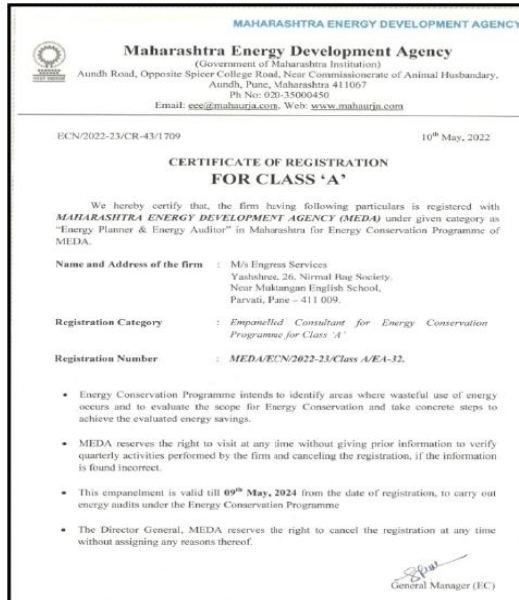 MAHARASHTRA ENERGY DEVELOPMENT AGENCY
Maharashtra Energy Development Agency
(Government of Maharashtra Institution)
Aundh Road, Opposite Spicer College Road, Near Commissionerate of Animal Husbandary,
Aundh, Pune, Maharashtra 411067
Ph No: 020-35000450
Email: eee@mahaurja.com, Web: www.mahaurja.com
ECN/2022-23/CR-43/1709
10th May, 2022
CERTIFICATE OF REGISTRATION
FOR CLASS 'A'
We hereby certify that, the firm having following particulars is registered with
MAHARASHTRA ENERGY DEVELOPMENT AGENCY (MEDA) under given category as
"Energy Planner & Energy Auditor" in Maharashtra for Energy Conservation Programme of
MEDA.
Name and Address of the firm : M/s Engress Services
Yashshree, 26, Nirmal Bag Society,
Near Muktangan English School,
Parvati, Pune – 411 009.
Registration Category : Empanelled Consultant for Energy Conservation
Programme for Class 'A'
Registration Number : MEDA/ECN/2022-23/Class A/EA-32.
• Energy Conservation Programme intends to identify areas where wasteful use of energy
occurs and to evaluate the scope for Energy Conservation and take concrete steps to
achieve the evaluated energy savings.
• MEDA reserves the right to visit at any time without giving prior information to verify
quarterly activities performed by the firm and canceling the registration, if the information
is found incorrect.
• This empanelment is valid till 09th May, 2024 from the date of registration, to carry out
energy audits under the Energy Conservation Programme
• The Director General, MEDA reserves the right to cancel the registration at any time
without assigning any reasons thereof.
General Manager (EC)